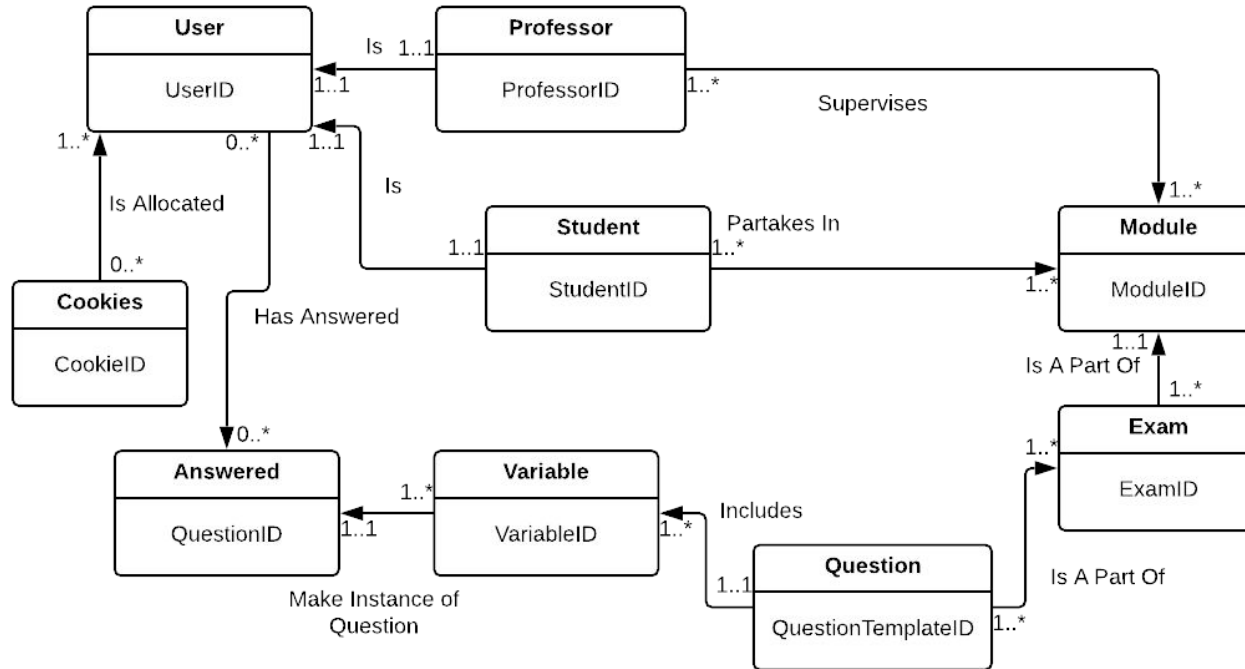 User
UserID
Is
1..1
1..1
Professor
ProfessorID
1..*
Supervises
1..*
1..*
0..*
1..1
Is
1..1
Is Allocated
0..*
Student
StudentID
Partakes In
1..*
1..*
Module
ModuleID
Cookies
CookieID
Has Answered
0..*
1..1
Is A Part Of
1..*
Exam
ExamID
1..*
Answered
QuestionID
1..*
1..1
Make Instance of
Question
Variable
VariableID
Includes
1..*
1..1
Question
QuestionTemplateID
1..*
Is A Part Of